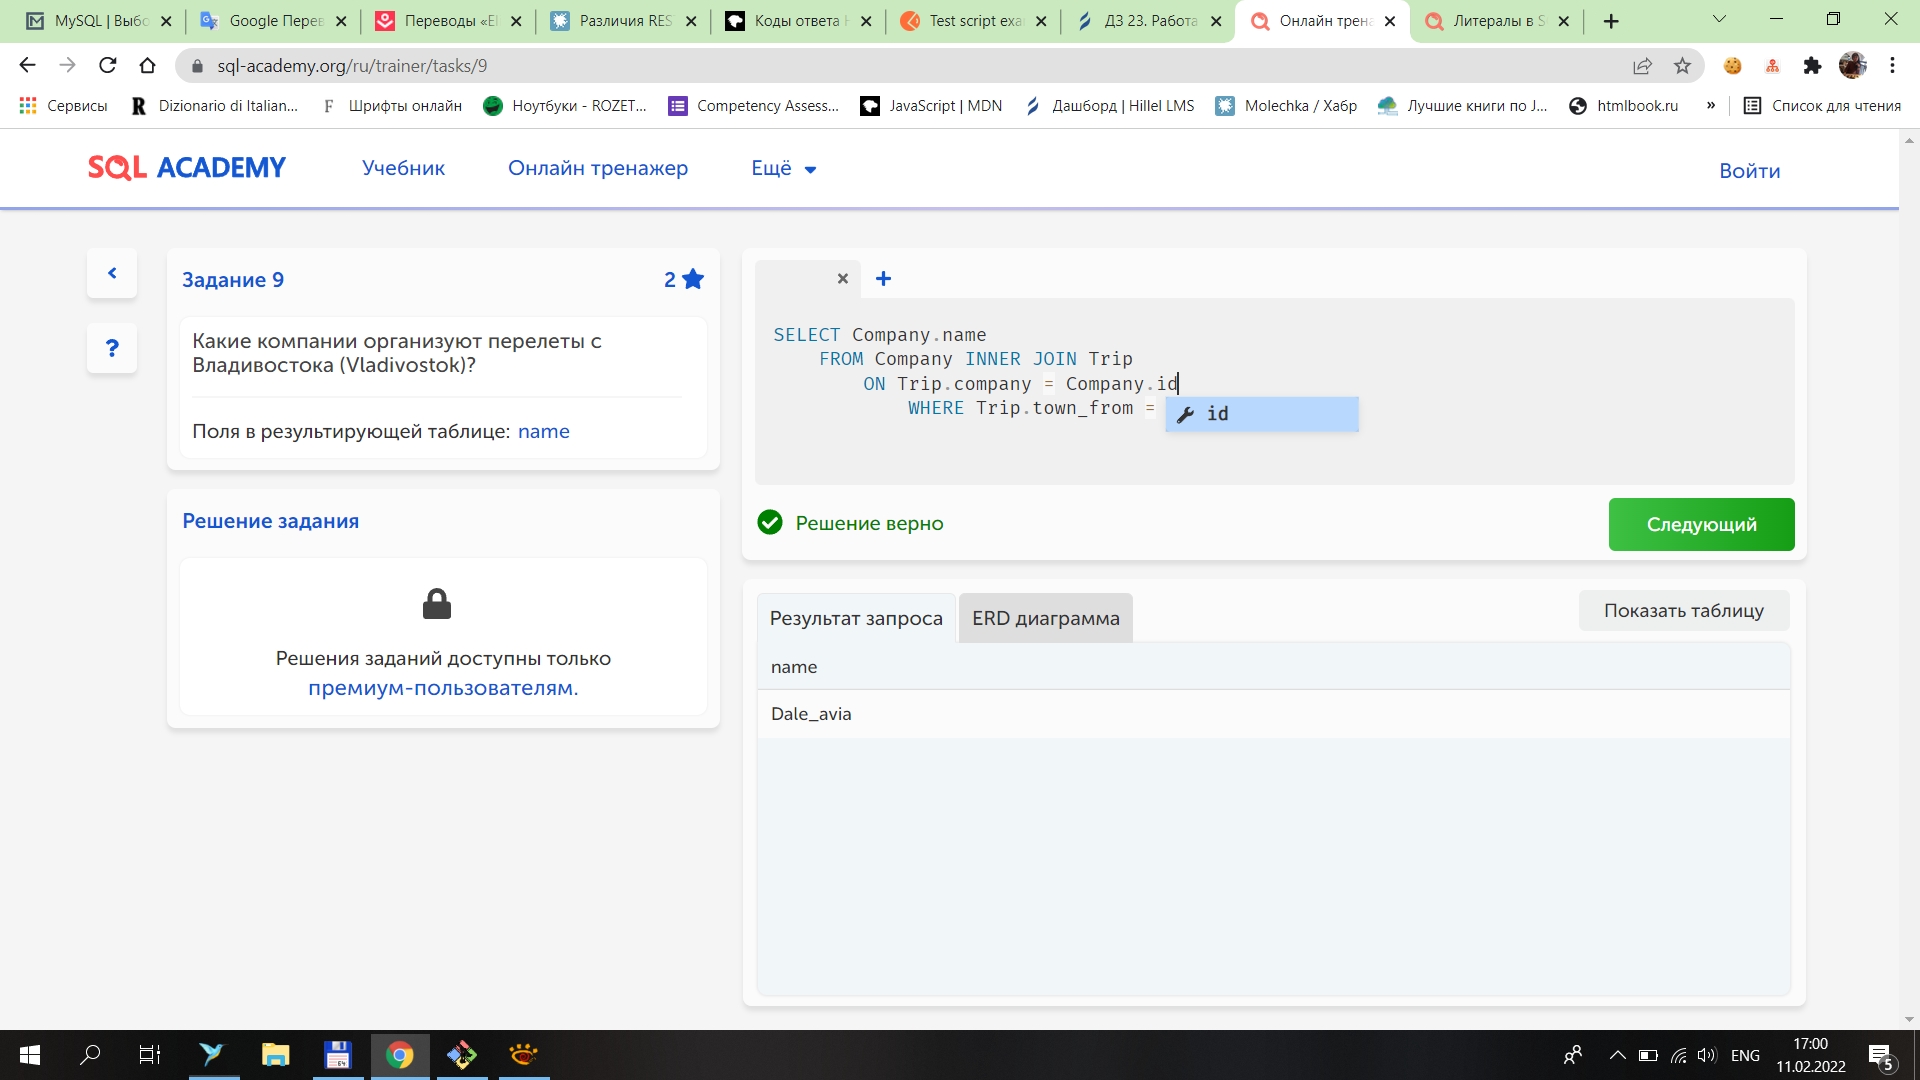 MySQL | Выбо
Google Перев
Переводы «El
Различия RES
Коды ответа H
Test script exa
ДЗ 23. Работа
Онлайн трена
Литералы в S
sql-academy.org/ru/trainer/tasks/9
Сервисы
Dizionario di Italian...
Шрифты онлайн
Ноутбуки - ROZET...
Competency Assess...
JavaScript | MDN
Дашборд | Hillel LMS
Molechka / Хабр
Лучшие книги по J...
htmlbook.ru
»
Список для чтения
SQL ACADEMY
Учебник
Онлайн тренажер
Ещё
Войти
Задание 9
2
Какие компании организуют перелеты с
Владивостока (Vladivostok)?
Поля в результирующей таблице: name
Решение задания
Решения заданий доступны только
премиум-пользователям.
SELECT Company.name
FROM Company INNER JOIN Trip
ON Trip.company = Company.id
WHERE Trip.town_from =
id
Решение верно
Следующий
Результат запроса
ERD диаграмма
Показать таблицу
name
Dale_avia
ENG
17:00
11.02.2022
5